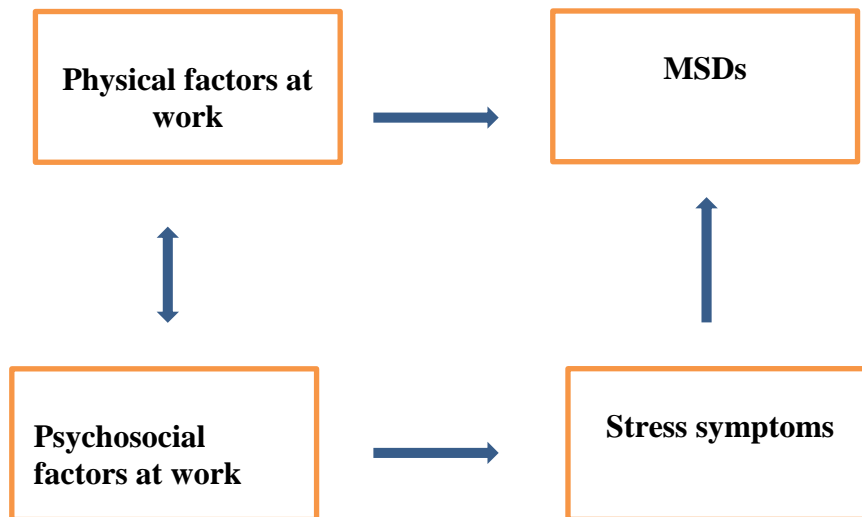 Physical factors at
work
MSDs
Psychosocial
factors at work
Stress symptoms